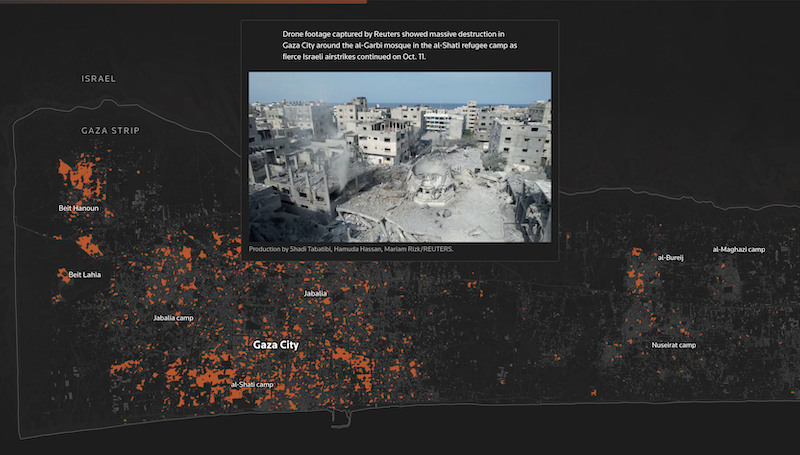 Drone footage captured by Reuters showed massive destruction in
Gaza City around the al-Garbi mosque in the al-Shati refugee camp as
fierce Israeli airstrikes continued on Oct. 11.
ISRAEL
GAZA STRIP
Beit Hanoun
Production by Shadi Tabatibi, Hamuda Hassan, Mariam Rizk/REUTERS.
al-Maghazi camp
al-Bureij
Beit Lahia
Jabalia
Jabalia camp
Gaza City
Nuseirat camp
al-Shati camp